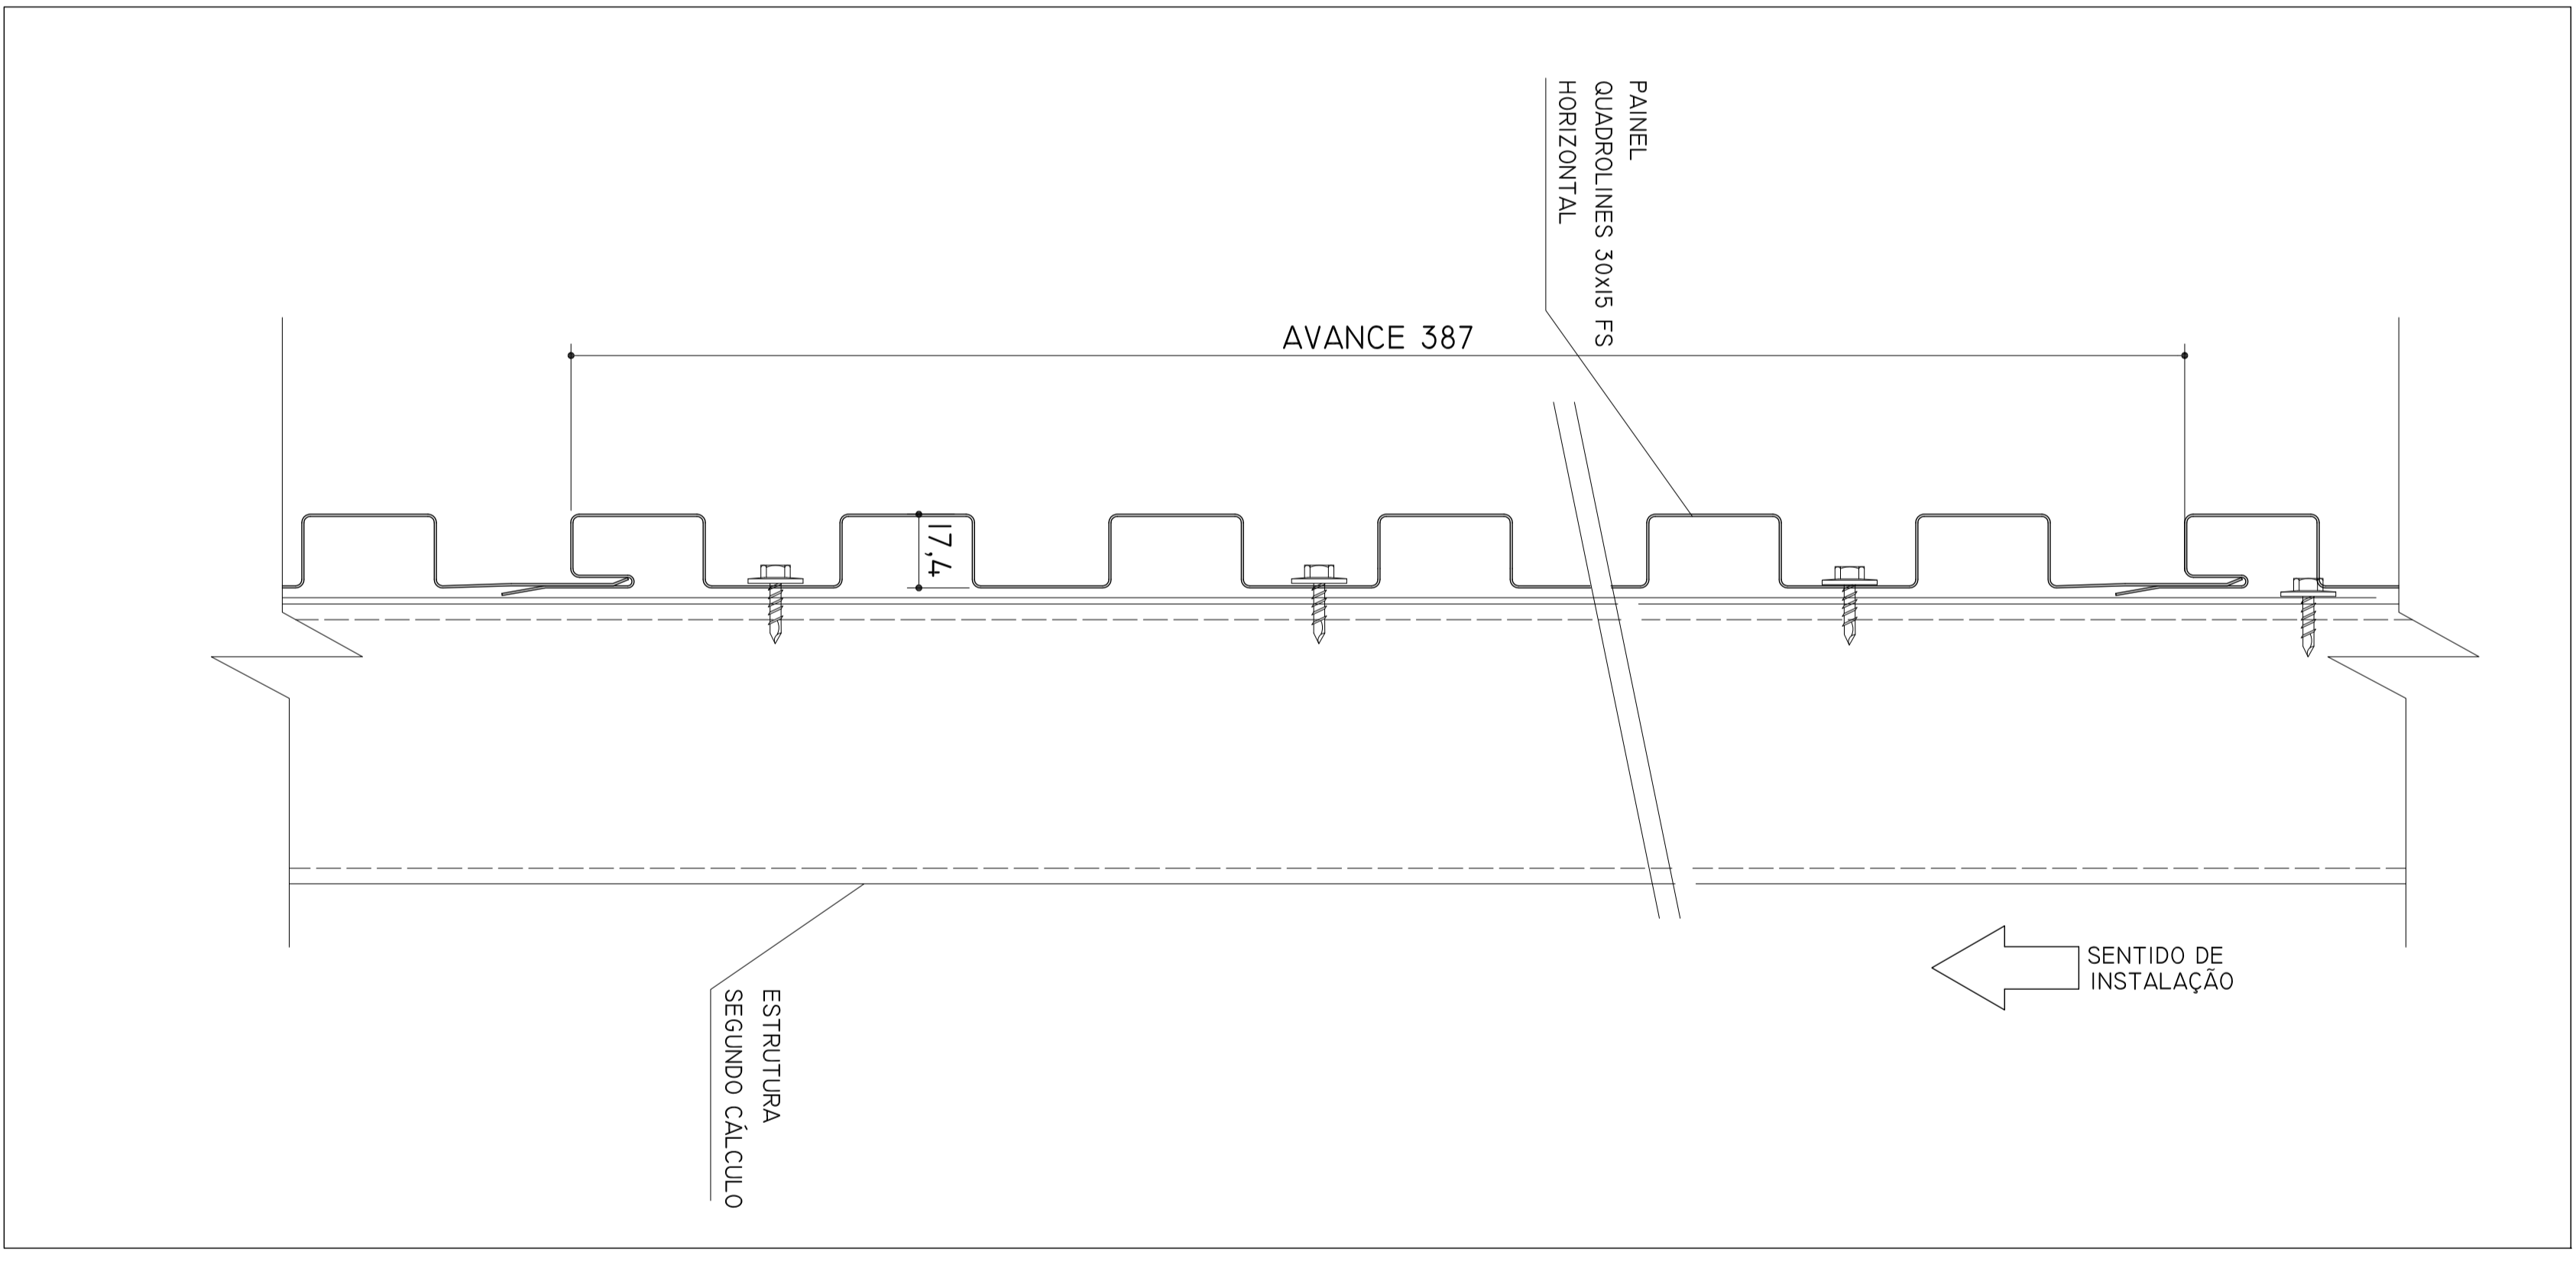 PAINEL
QUADROLINES 30x15 FS
HORIZONTAL
AVANCE 387
17,4
SENTIDO DE
INSTALAÇÃO
ESTRUTURA
SEGUNDO CÁLCULO